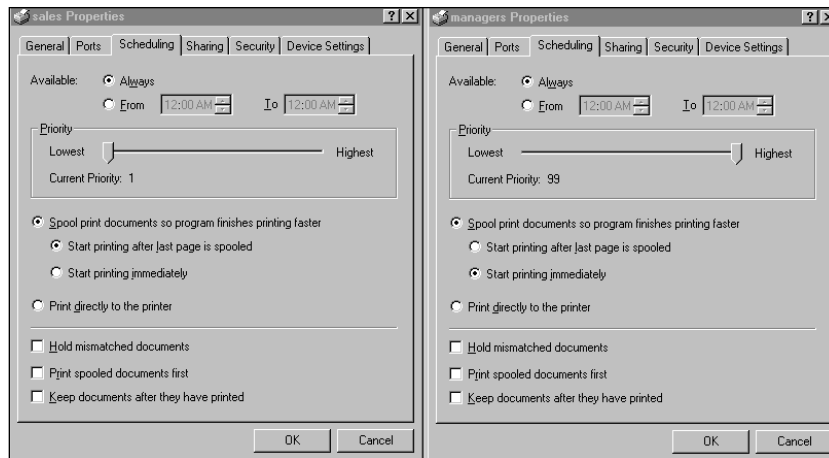 sales Properties
General Ports Scheduling Sharing Security Device Settings
Available: Always
From 12:00 AM To 12:00 AM
Priority
Lowest Highest
Current Priority: 1
Spool print documents so program finishes printing faster
Start printing after last page is spooled
Start printing immediately
Print directly to the printer
Hold mismatched documents
Print spooled documents first
Keep documents after they have printed
OK Cancel
managers Properties
General Ports Scheduling Sharing Security Device Settings
Available: Always
From 12:00 AM To 12:00 AM
Priority
Lowest Highest
Current Priority: 99
Spool print documents so program finishes printing faster
Start printing after last page is spooled
Start printing immediately
Print directly to the printer
Hold mismatched documents
Print spooled documents first
Keep documents after they have printed
OK Cancel